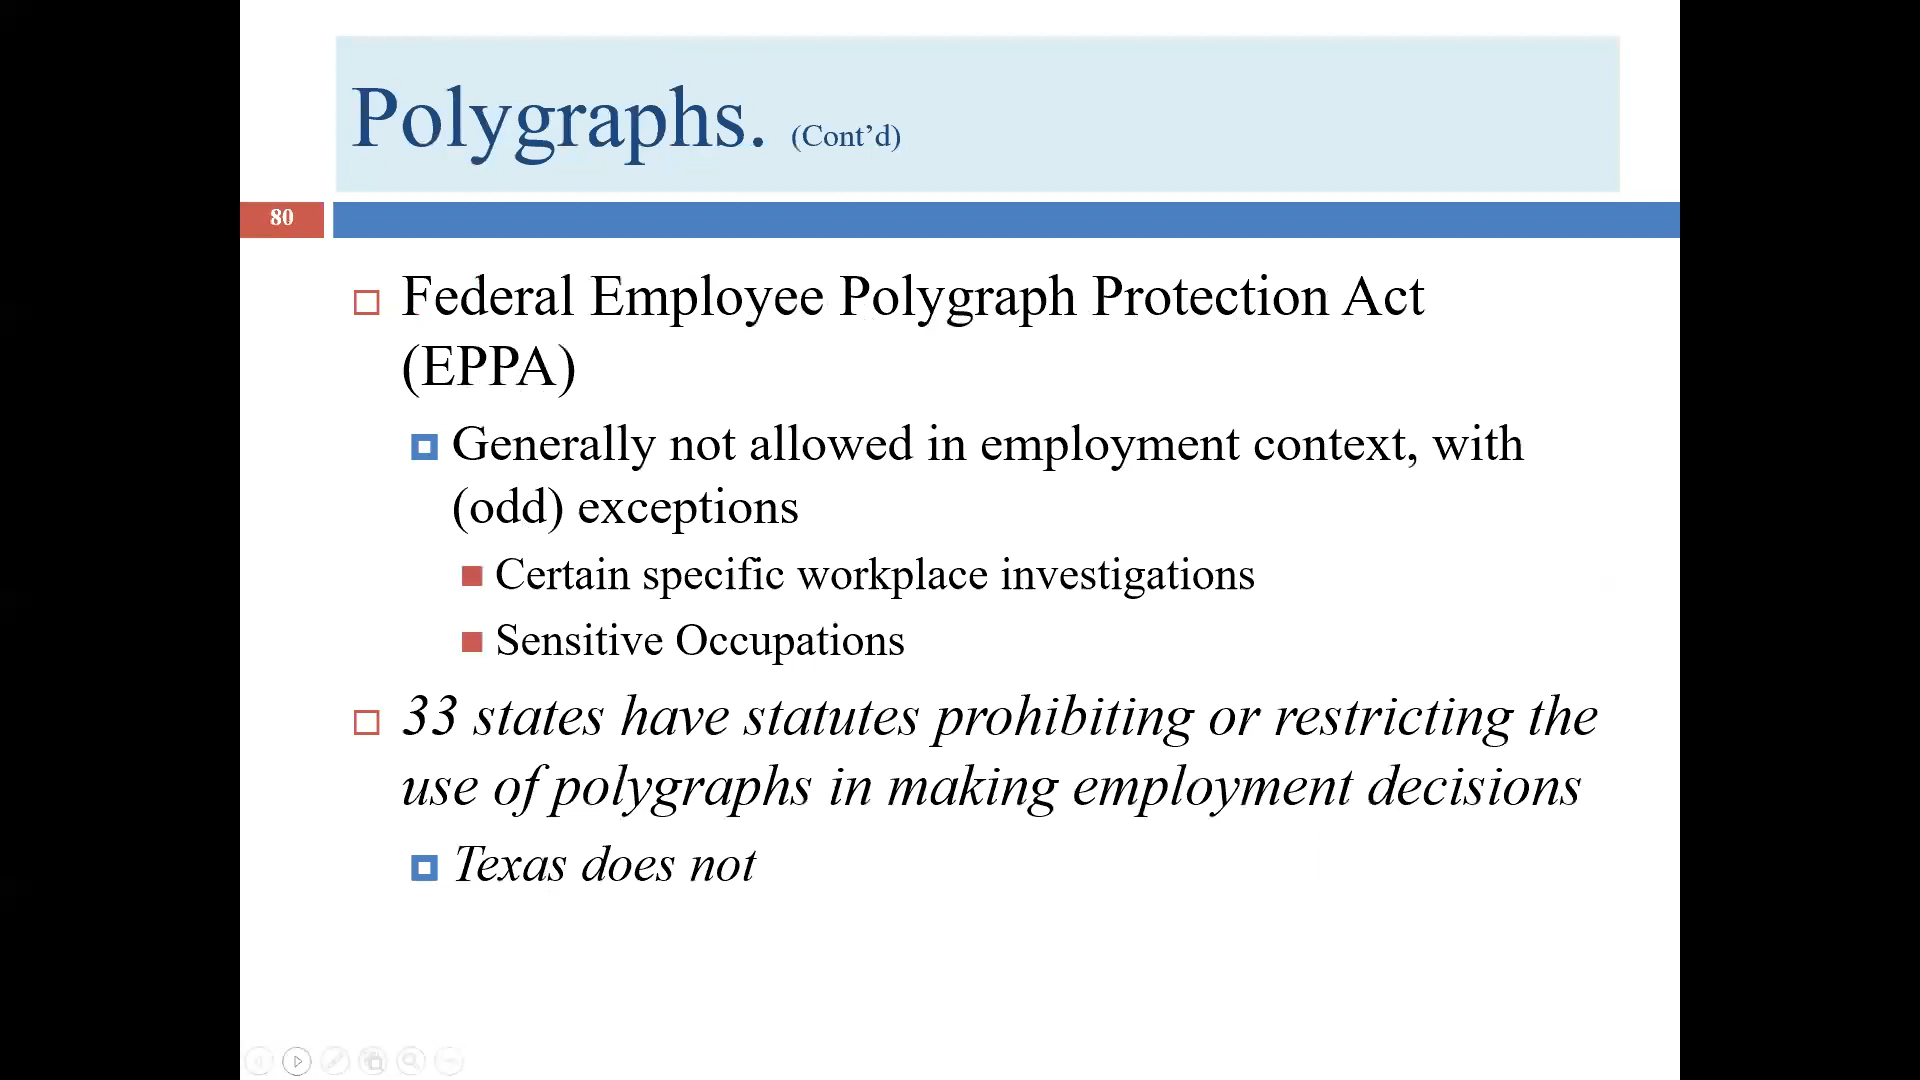 Polygraphs. (Cont’d)
80
Federal Employee Polygraph Protection Act
(EPPA)
Generally not allowed in employment context, with
(odd) exceptions
Certain specific workplace investigations
Sensitive Occupations
33 states have statutes prohibiting or restricting the
use of polygraphs in making employment decisions
Texas does not